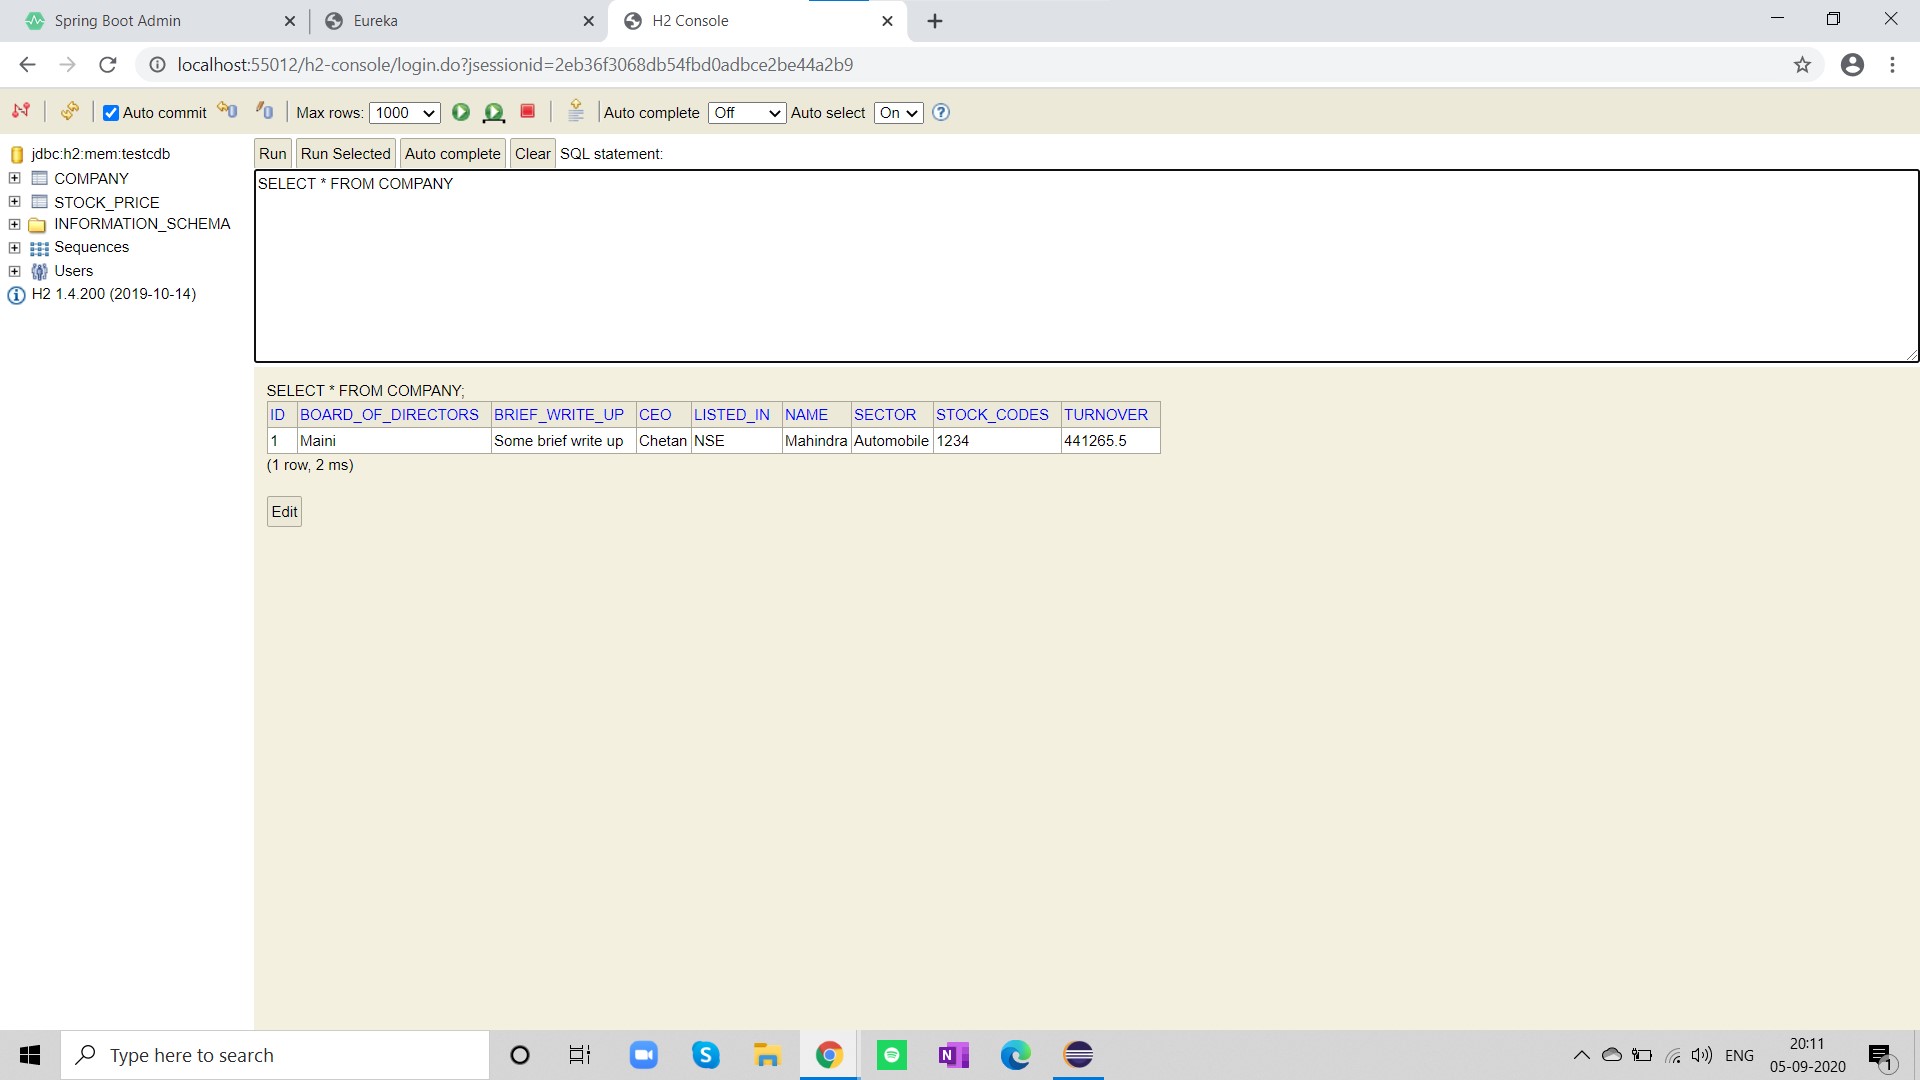 Spring Boot Admin
Eureka
H2 Console
localhost:55012/h2-console/login.do?jsessionid=2eb36f3068db54fbd0adbce2be44a2b9
Auto commit
Max rows: 1000
Auto complete Off
Auto select On
jdbc:h2:mem:testcdb
COMPANY
STOCK_PRICE
INFORMATION_SCHEMA
Sequences
Users
H2 1.4.200 (2019-10-14)
Run Run Selected Auto complete Clear SQL statement:
SELECT * FROM COMPANY
SELECT * FROM COMPANY;
ID BOARD_OF_DIRECTORS BRIEF_WRITE_UP CEO LISTED_IN NAME SECTOR STOCK_CODES TURNOVER
1 Maini Some brief write up Chetan NSE Mahindra Automobile 1234 441265.5
(1 row, 2 ms)
Edit
Type here to search
ENG
20:11
05-09-2020
1